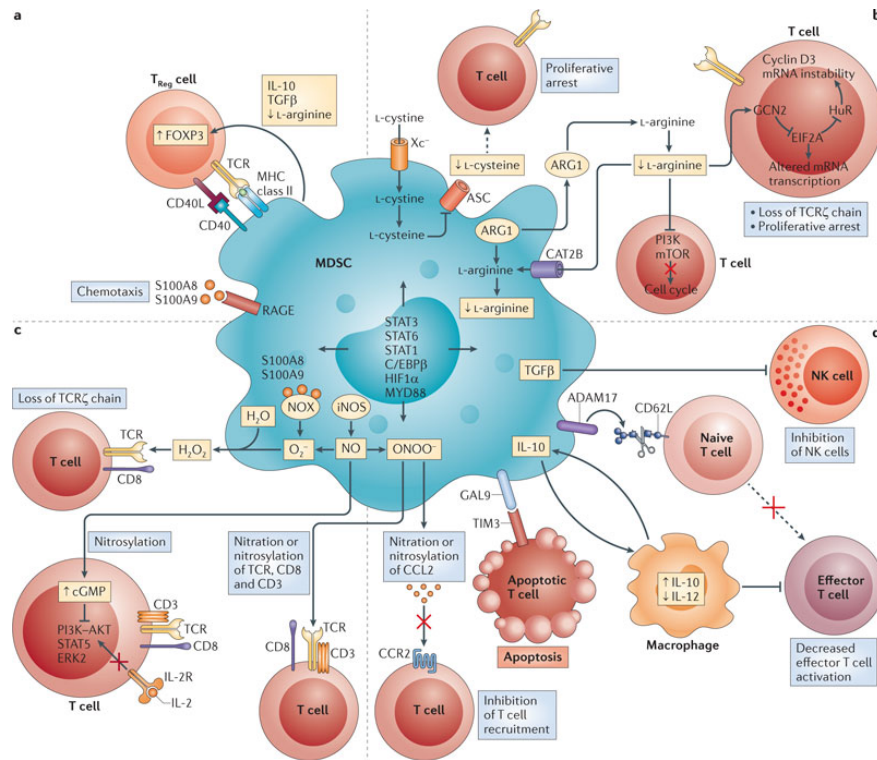 a
T Reg cell
↑ FOXP3
IL-10
TGFβ
↓ L-arginine
TCR
MHC
class II
CD40L
CD40
Chemotaxis
S100A8
S100A9
RAGE
b
L-cystine
Xc⁻
L-cystine
L-cysteine
T cell
Proliferative
arrest
↓ L-cysteine
ASC
ARG1
L-arginine
↓ L-arginine
ARG1
L-arginine
CAT2B
↓ L-arginine
T cell
Cyclin D3
mRNA instability
GCN2
HuR
EIF2A
Altered mRNA
transcription
• Loss of TCRζ chain
• Proliferative arrest
PI3K
mTOR
Cell cycle
T cell
MDSC
STAT3
STAT6
STAT1
C/EBPβ
HIF1α
MYD88
c
Loss of TCRζ chain
TCR
T cell
CD8
H₂O₂
H₂O
S100A8
S100A9
NOX
iNOS
O₂⁻
NO
ONOO⁻
Nitrosylation
↑ cGMP
PI3K–AKT
STAT5
ERK2
CD3
TCR
CD8
IL-2R
IL-2
T cell
Nitration or
nitrosylation
of TCR, CD8
and CD3
TCR
CD8
CD3
T cell
Nitration or
nitrosylation
of CCL2
CCR2
T cell
Inhibition
of T cell
recruitment
d
TGFβ
NK cell
Inhibition
of NK cells
ADAM17
CD62L
Naive
T cell
IL-10
GAL9
TIM3
Apoptotic
T cell
Apoptosis
↑ IL-10
↓ IL-12
Macrophage
Effector
T cell
Decreased
effector T cell
activation